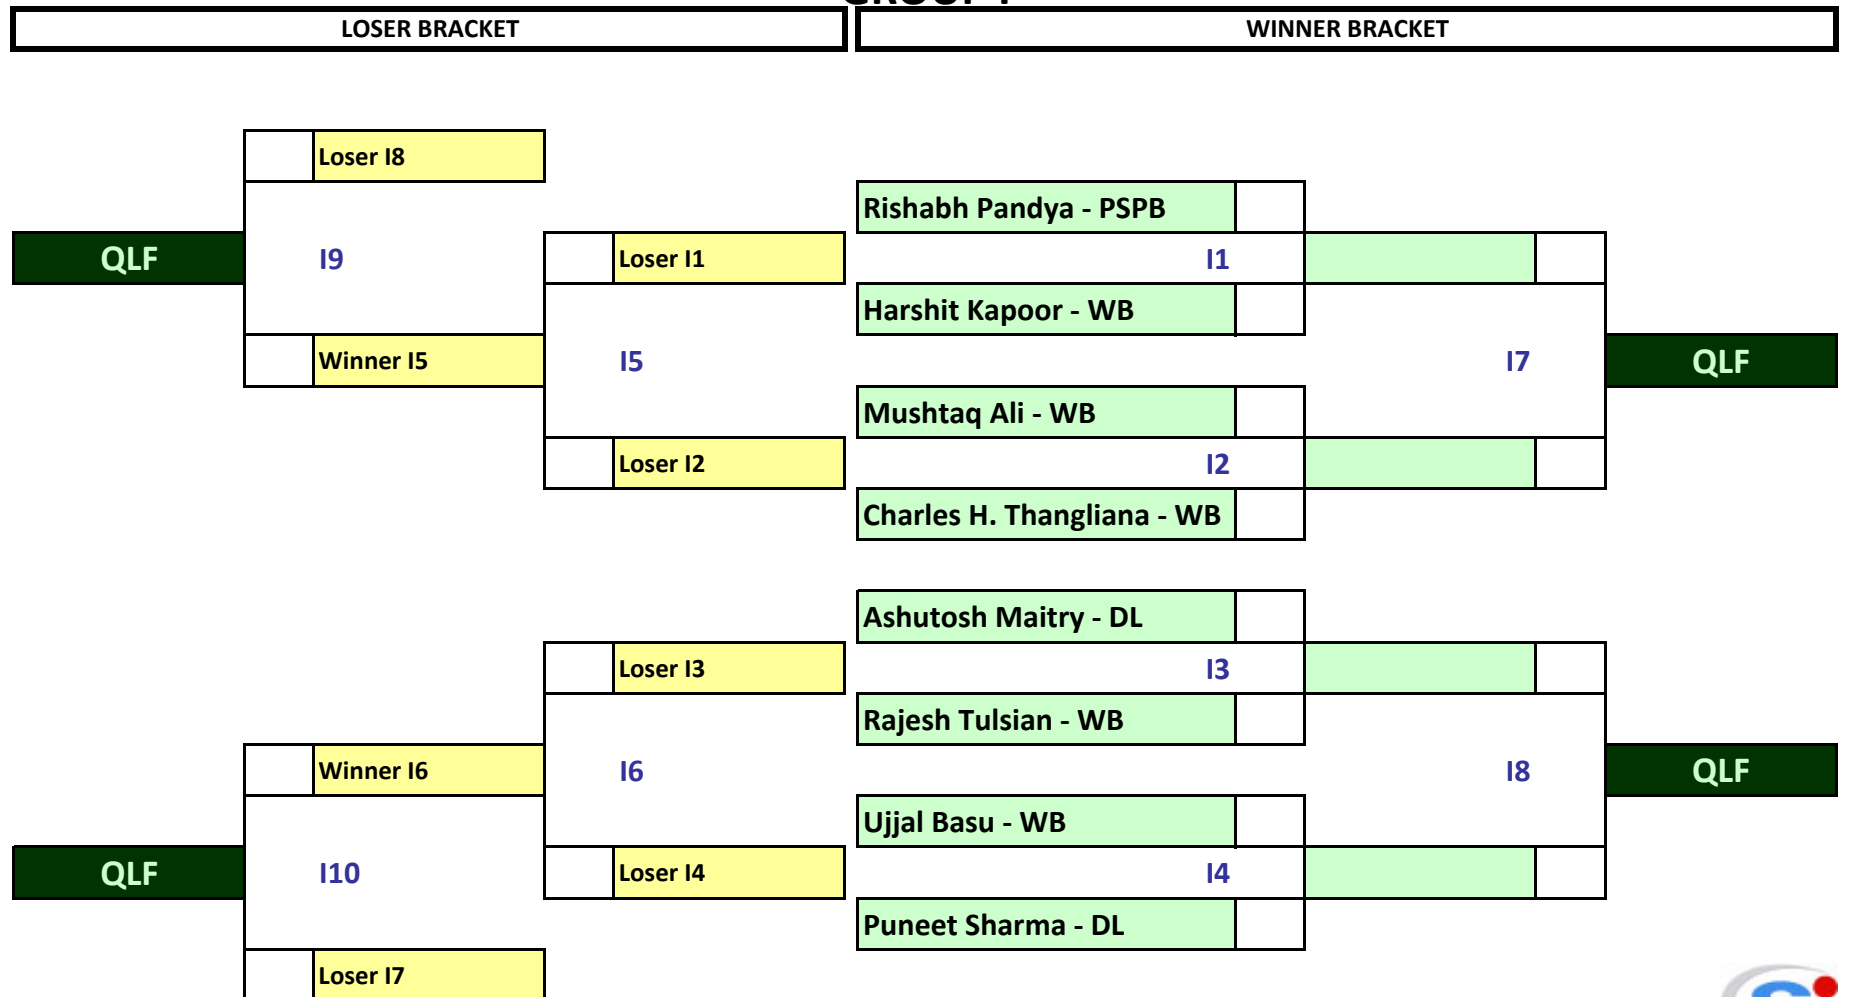 LOSER BRACKET
WINNER BRACKET
Loser I8
Rishabh Pandya - PSPB
QLF
I9
Loser I1
I1
Harshit Kapoor - WB
Winner I5
I5
I7
QLF
Mushtaq Ali - WB
Loser I2
I2
Charles H. Thangliana - WB
Ashutosh Maitry - DL
Loser I3
I3
Rajesh Tulsian - WB
Winner I6
I6
I8
QLF
Ujjal Basu - WB
QLF
I10
Loser I4
I4
Puneet Sharma - DL
Loser I7